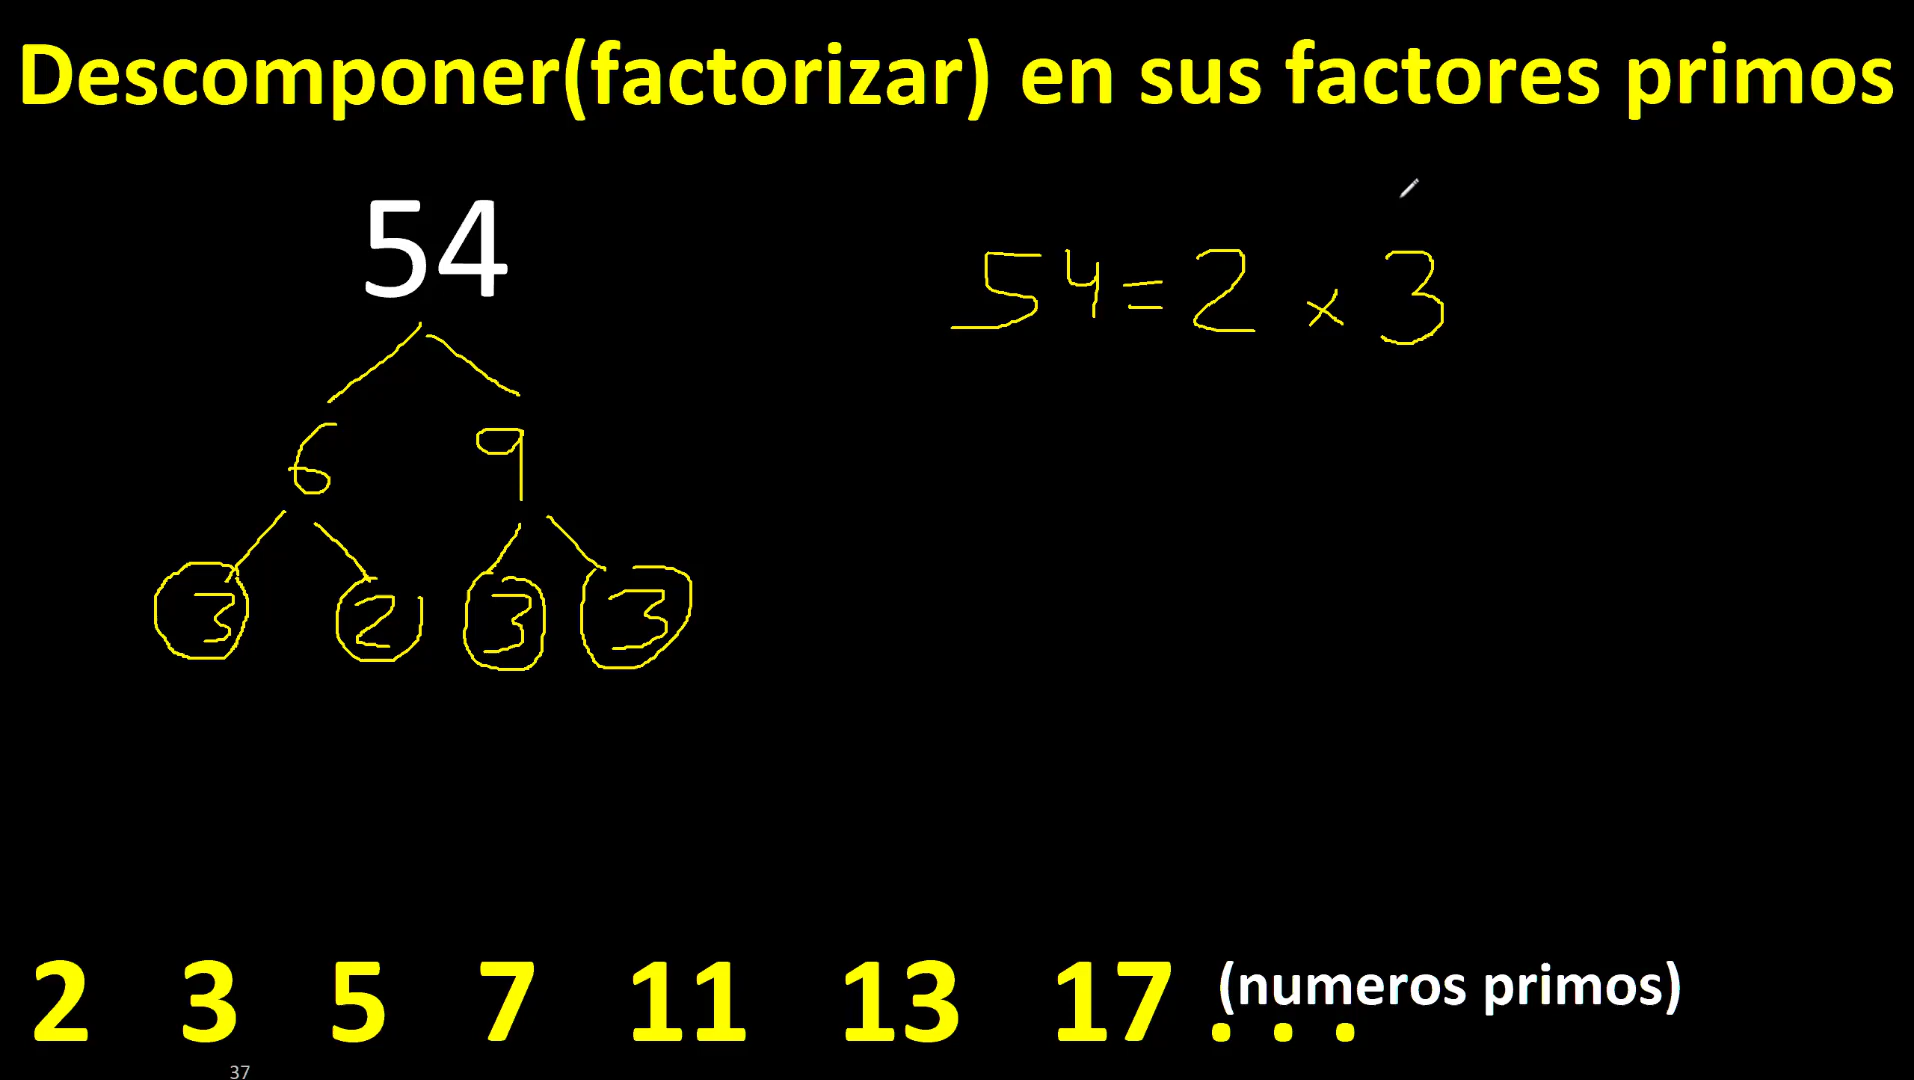 Descomponer(factorizar) en sus factores primos
54
54=2 x 3
6 9
3 2 3 3
2 3 5 7 11 13 17 . . . (numeros primos)
37